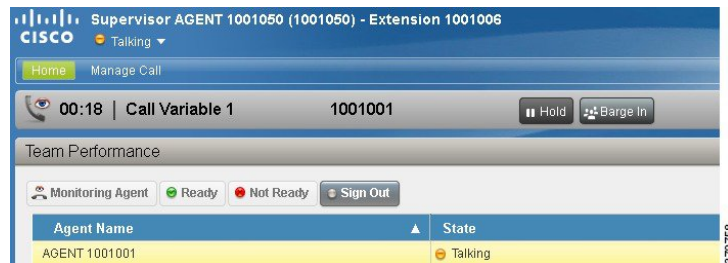 CISCO Supervisor AGENT 1001050 (1001050) - Extension 1001006
Talking
Home Manage Call
00:18 | Call Variable 1 1001001 Hold Barge In
Team Performance
Monitoring Agent Ready Not Ready Sign Out
Agent Name State
AGENT 1001001 Talking